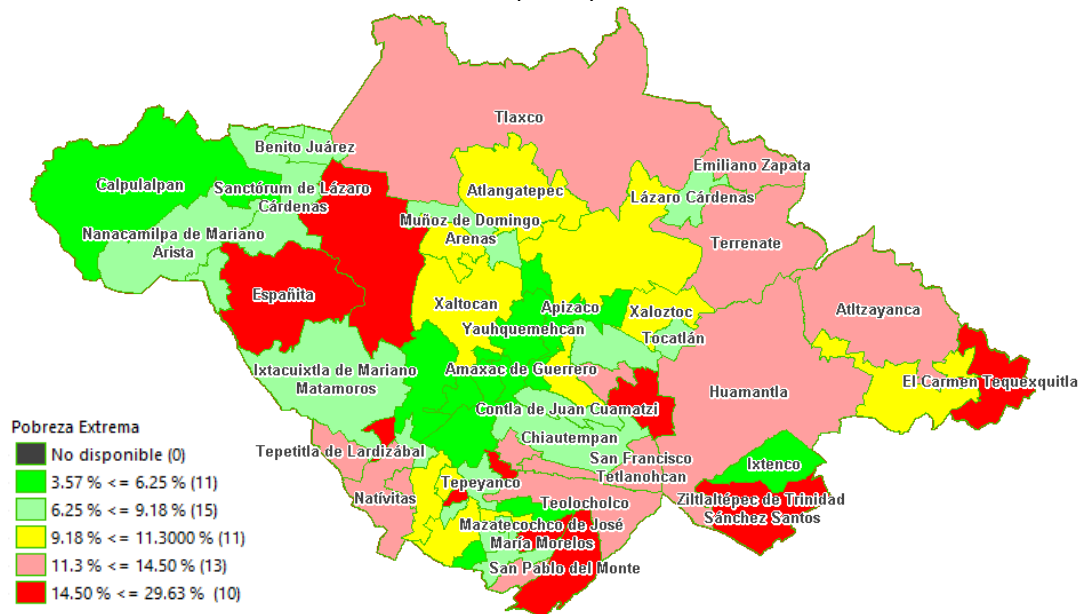 Tlaxco
Benito Juárez
Emiliano Zapata
Calpulalpan
Sanctórum de Lázaro
Cárdenas
Atlangatepec
Lázaro Cárdenas
Muñoz de Domingo
Arenas
Nanacamilpa de Mariano
Arista
Terrenate
Españita
Xaltocan
Apizaco
Xaloztoc
Atltzayanca
Yauhquemehcan
Tocatlán
Ixtacuixtla de Mariano
Matamoros
Amaxac de Guerrero
Huamantla
El Carmen Tequexquitla
Contla de Juan Cuamatzi
Chiautempan
Tepetitla de Lardizábal
San Francisco
Tetlanohcan
Ixtenco
Tepeyanco
Natívitas
Teolocholco
Ziltlaltépec de Trinidad
Sánchez Santos
Mazatecochco de José
María Morelos
San Pablo del Monte
Pobreza Extrema
No disponible (0)
3.57 % <= 6.25 % (11)
6.25 % <= 9.18 % (15)
9.18 % <= 11.3000 % (11)
11.3 % <= 14.50 % (13)
14.50 % <= 29.63 % (10)